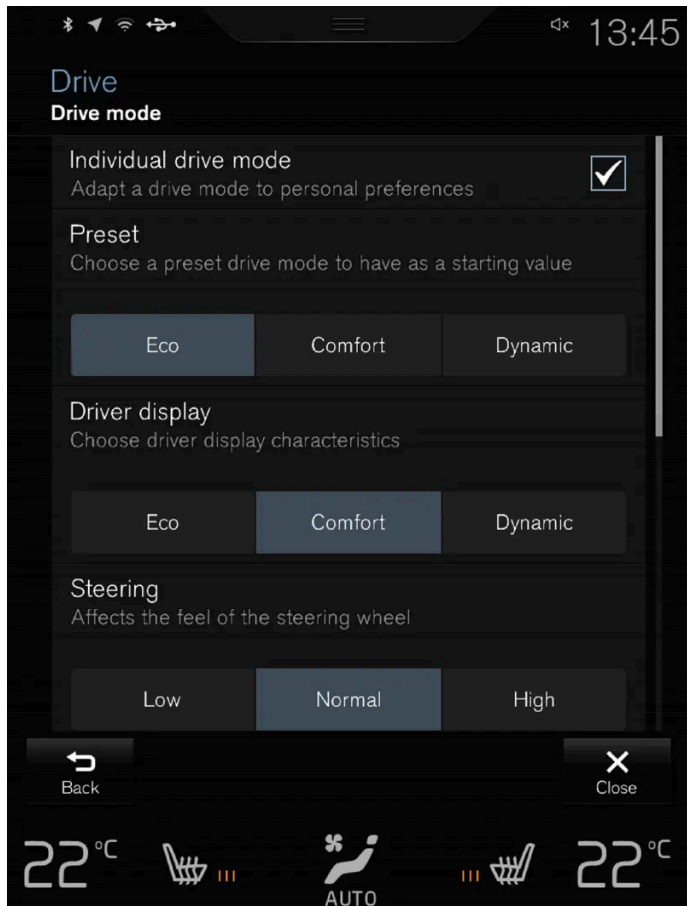 13:45
Drive
Drive mode
Individual drive mode
Adapt a drive mode to personal preferences
Preset
Choose a preset drive mode to have as a starting value
Eco Comfort Dynamic
Driver display
Choose driver display characteristics
Eco Comfort Dynamic
Steering
Affects the feel of the steering wheel
Low Normal High
Back Close
22°C 22°C
AUTO